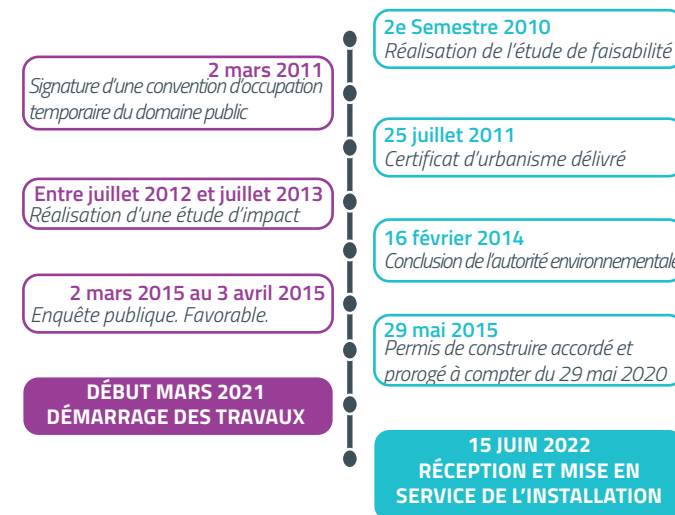 2e Semestre 2010
Réalisation de l'étude de faisabilité
2 mars 2011
Signature d'une convention d'occupation
temporaire du domaine public
25 juillet 2011
Certificat d'urbanisme délivré
Entre juillet 2012 et juillet 2013
Réalisation d'une étude d'impact
16 février 2014
Conclusion de l'autorité environnementale
2 mars 2015 au 3 avril 2015
Enquête publique. Favorable.
29 mai 2015
Permis de construire accordé et
prorogé à compter du 29 mai 2020
DÉBUT MARS 2021
DÉMARRAGE DES TRAVAUX
15 JUIN 2022
RÉCEPTION ET MISE EN
SERVICE DE L'INSTALLATION